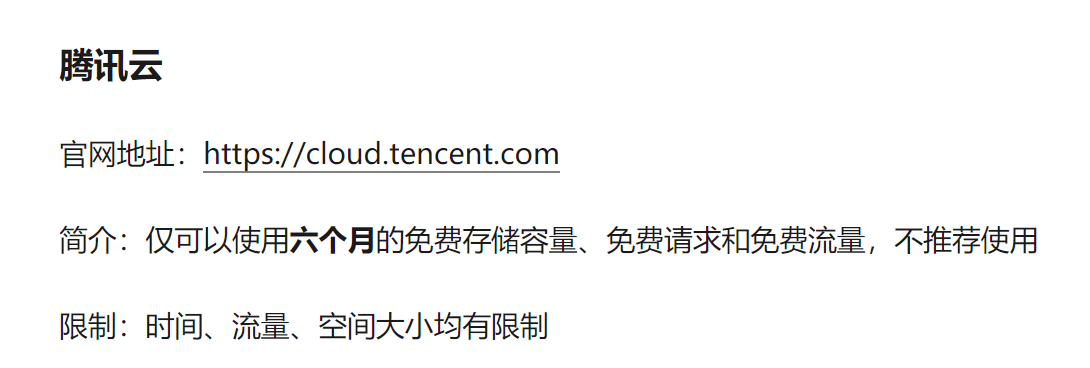 腾讯云
官网地址：https://cloud.tencent.com
简介：仅可以使用六个月的免费存储容量、免费请求和免费流量，不推荐使用
限制：时间、流量、空间大小均有限制